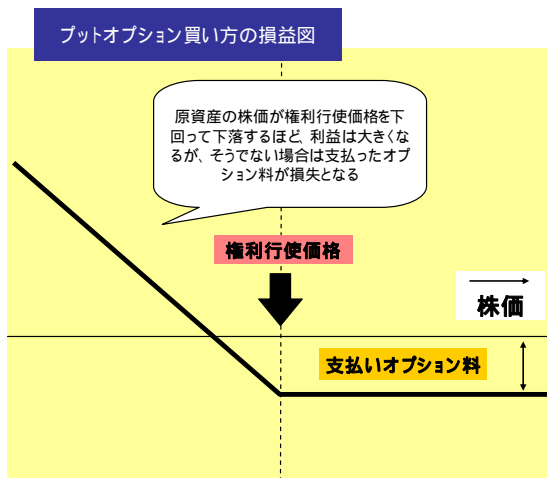 プットオプション買い方の損益図
原資産の株価が権利行使価格を下
回って下落するほど、利益は大きくな
るが、そうでない場合は支払ったオプ
ション料が損失となる
権利行使価格
株価
支払いオプション料